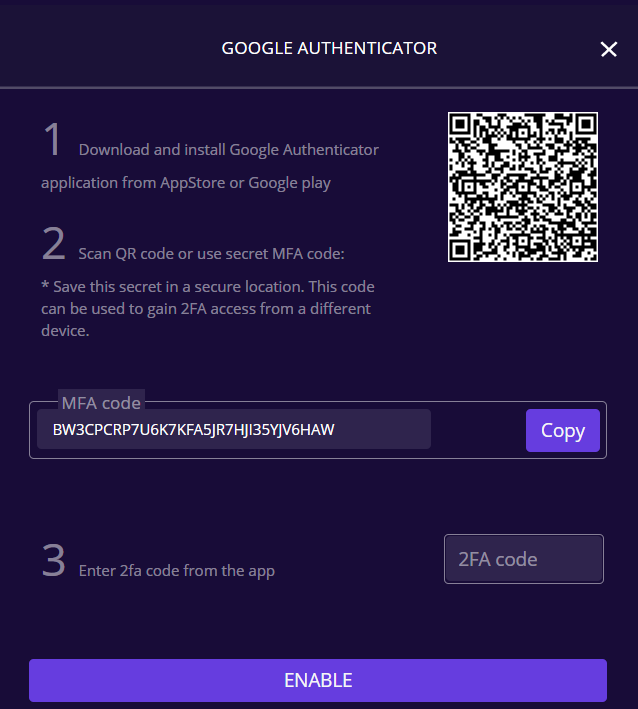 GOOGLE AUTHENTICATOR
1 Download and install Google Authenticator
application from AppStore or Google play
2 Scan QR code or use secret MFA code:
* Save this secret in a secure location. This code
can be used to gain 2FA access from a different
device.
MFA code
BW3CPCRP7U6K7KFA5JR7HJI35YJV6HAW
Copy
3 Enter 2fa code from the app
2FA code
ENABLE